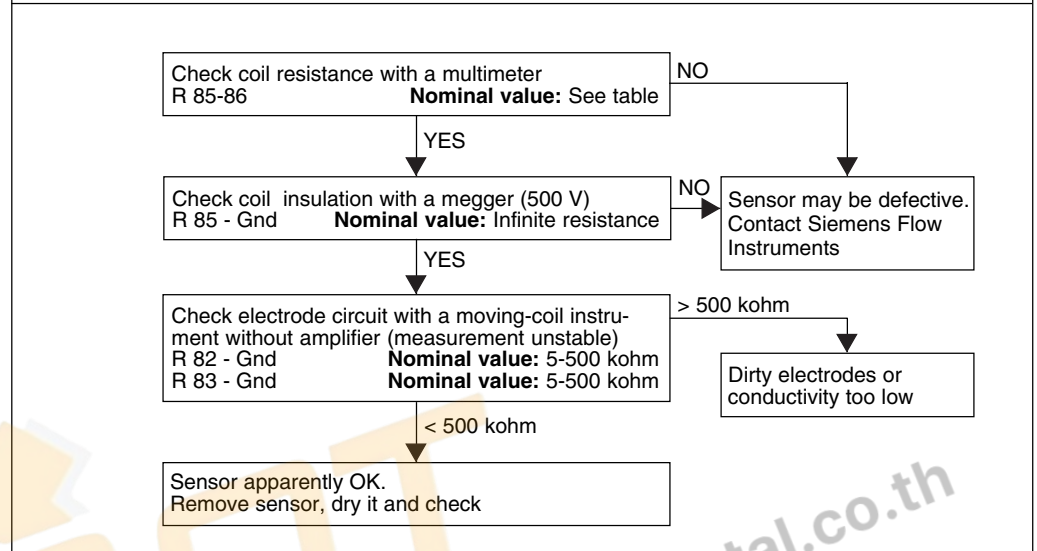 Check coil resistance with a multimeter
R 85-86 Nominal value: See table
NO
YES
Check coil insulation with a megger (500 V)
R 85 - Gnd Nominal value: Infinite resistance
NO
Sensor may be defective.
Contact Siemens Flow
Instruments
YES
Check electrode circuit with a moving-coil instru-
ment without amplifier (measurement unstable)
R 82 - Gnd Nominal value: 5-500 kohm
R 83 - Gnd Nominal value: 5-500 kohm
> 500 kohm
Dirty electrodes or
conductivity too low
< 500 kohm
Sensor apparently OK.
Remove sensor, dry it and check
tal.co.th